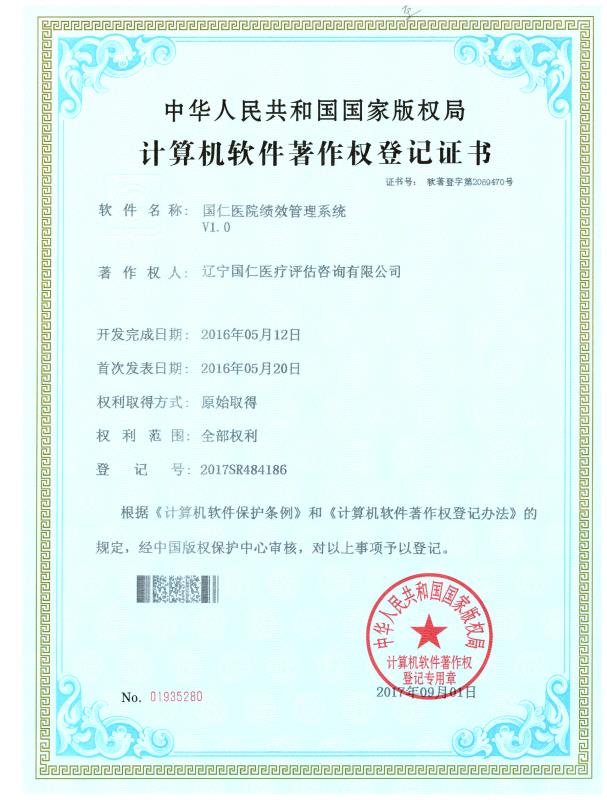 中华人民共和国国家版权局
计算机软件著作权登记证书
证书号： 软著登字第2069470号
软件名称： 国仁医院绩效管理系统
V1.0
著作权人： 辽宁国仁医疗评估咨询有限公司
开发完成日期： 2016年05月12日
首次发表日期： 2016年05月20日
权利取得方式： 原始取得
权利范围： 全部权利
登记号： 2017SR484186
根据《计算机软件保护条例》和《计算机软件著作权登记办法》的
规定，经中国版权保护中心审核，对以上事项予以登记。
中华人民共和国国家版权局
计算机软件著作权
登记专用章
No. 01935280
2017年09月01日